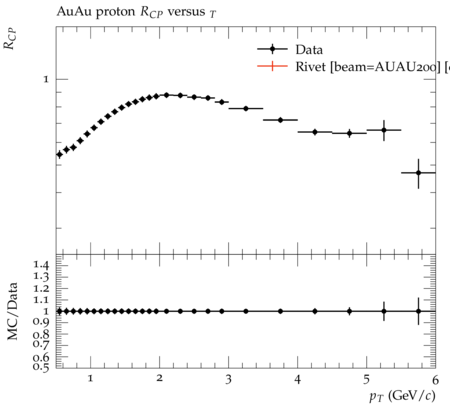 AuAu proton R_CP versus _T
R_CP
1
Data
Rivet [beam=AUAU200] [
MC/Data
1.4
1.3
1.2
1.1
1
0.9
0.8
0.7
0.6
0.5
1 2 3 4 5 6
p_T (GeV/c)